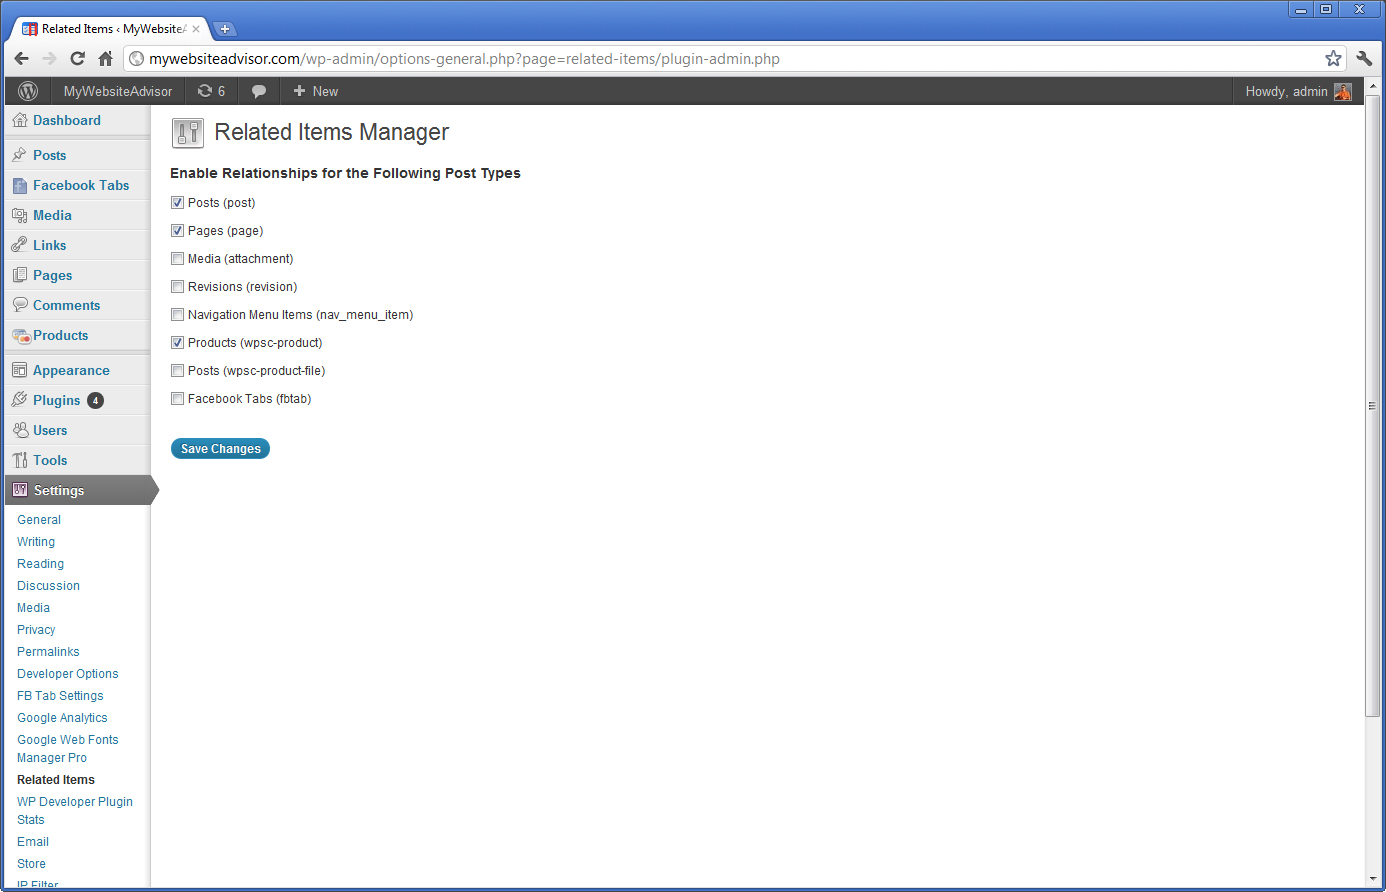 Related Items ‹ MyWebsiteA
mywebsiteadvisor.com/wp-admin/options-general.php?page=related-items/plugin-admin.php
MyWebsiteAdvisor 6 + New Howdy, admin
Dashboard
Posts
Facebook Tabs
Media
Links
Pages
Comments
Products
Appearance
Plugins 4
Users
Tools
Settings
General
Writing
Reading
Discussion
Media
Privacy
Permalinks
Developer Options
FB Tab Settings
Google Analytics
Google Web Fonts
Manager Pro
Related Items
WP Developer Plugin
Stats
Email
Store
IP Filter
Related Items Manager
Enable Relationships for the Following Post Types
Posts (post)
Pages (page)
Media (attachment)
Revisions (revision)
Navigation Menu Items (nav_menu_item)
Products (wpsc-product)
Posts (wpsc-product-file)
Facebook Tabs (fbtab)
Save Changes